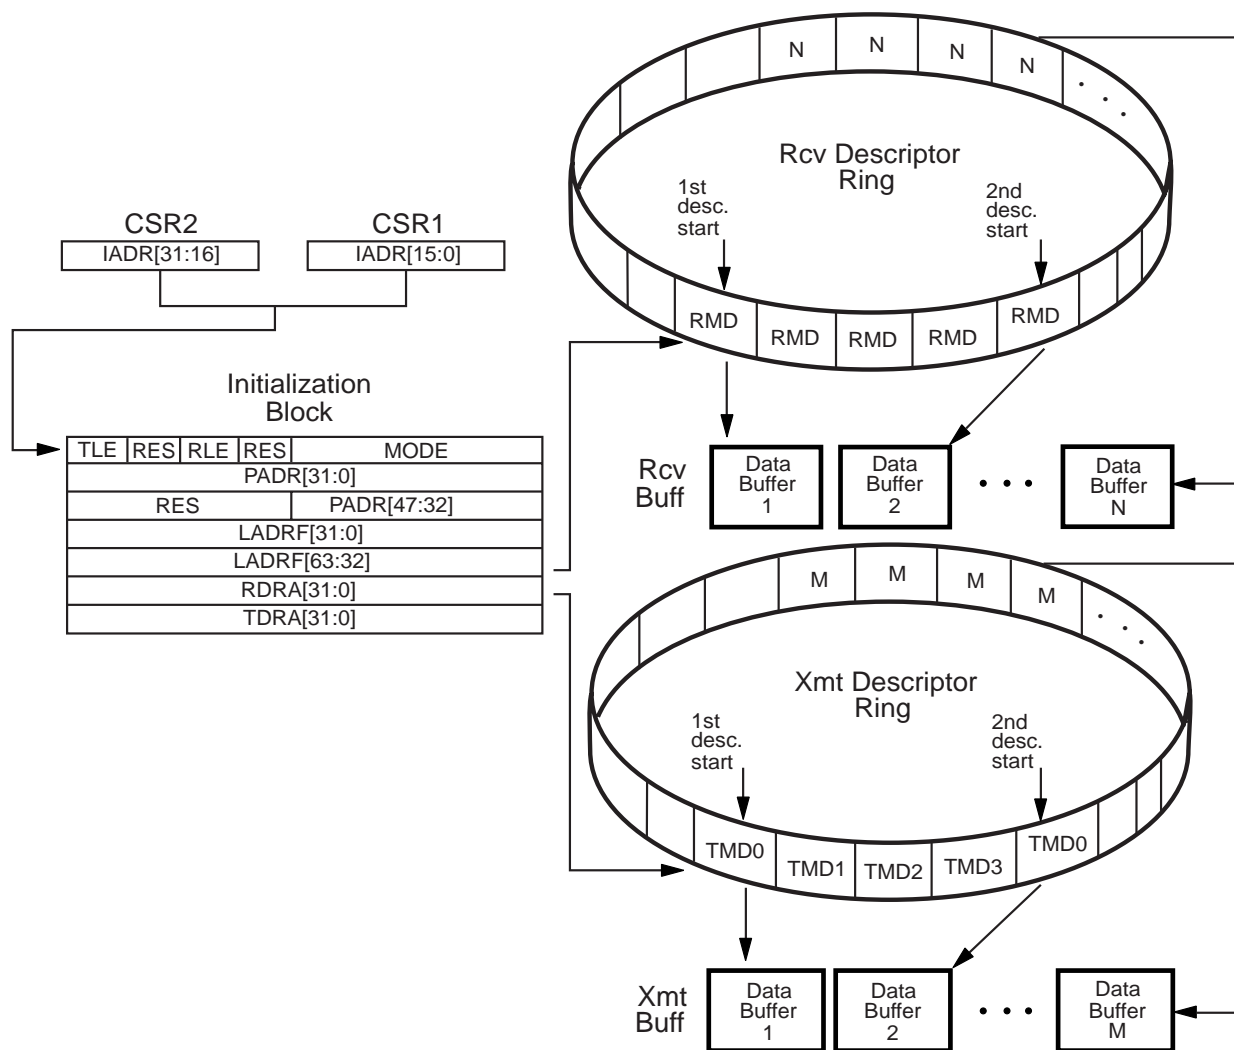 N N N N
Rcv Descriptor
Ring
1st
desc.
start
2nd
desc.
start
RMD RMD RMD RMD RMD
CSR2
IADR[31:16]
CSR1
IADR[15:0]
Initialization
Block
TLE RES RLE RES MODE
PADR[31:0]
RES PADR[47:32]
LADRF[31:0]
LADRF[63:32]
RDRA[31:0]
TDRA[31:0]
Rcv
Buff
Data
Buffer
1
Data
Buffer
2
• • •
Data
Buffer
N
M M M M
Xmt Descriptor
Ring
1st
desc.
start
2nd
desc.
start
TMD0 TMD1 TMD2 TMD3 TMD0
Xmt
Buff
Data
Buffer
1
Data
Buffer
2
• • •
Data
Buffer
M